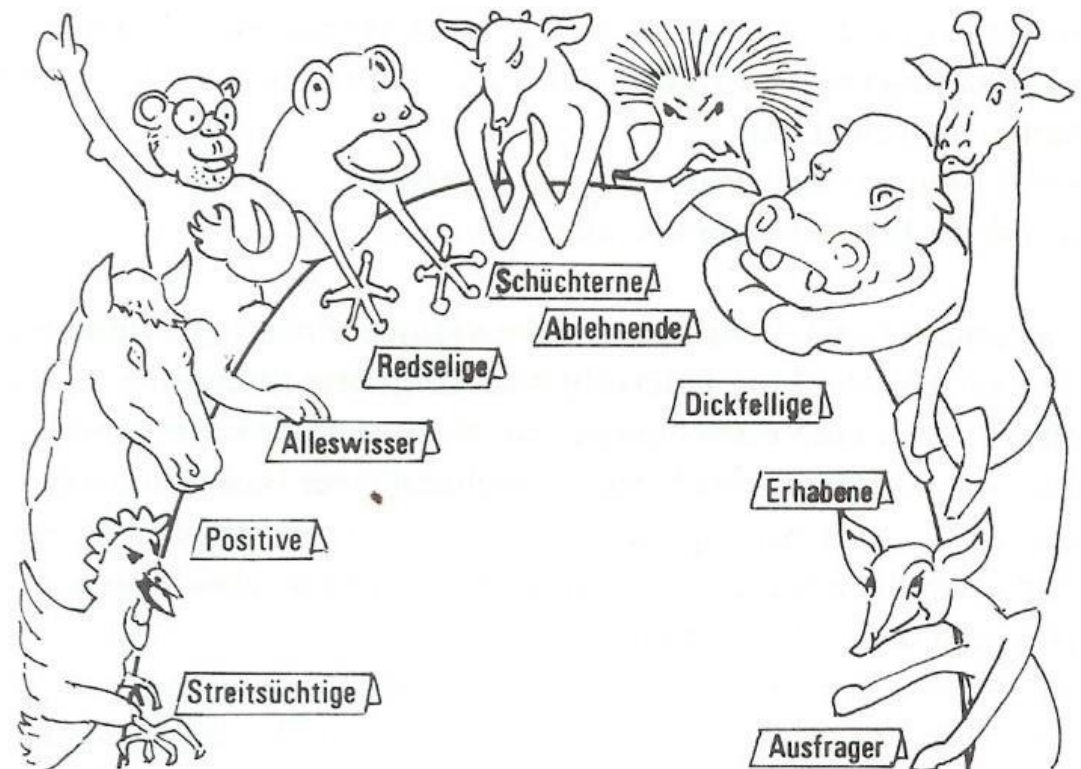 Schüchterne
Ablehnende
Redselige
Dickfellige
Alleswisser
Erhabene
Positive
Streitsüchtige
Ausfrager